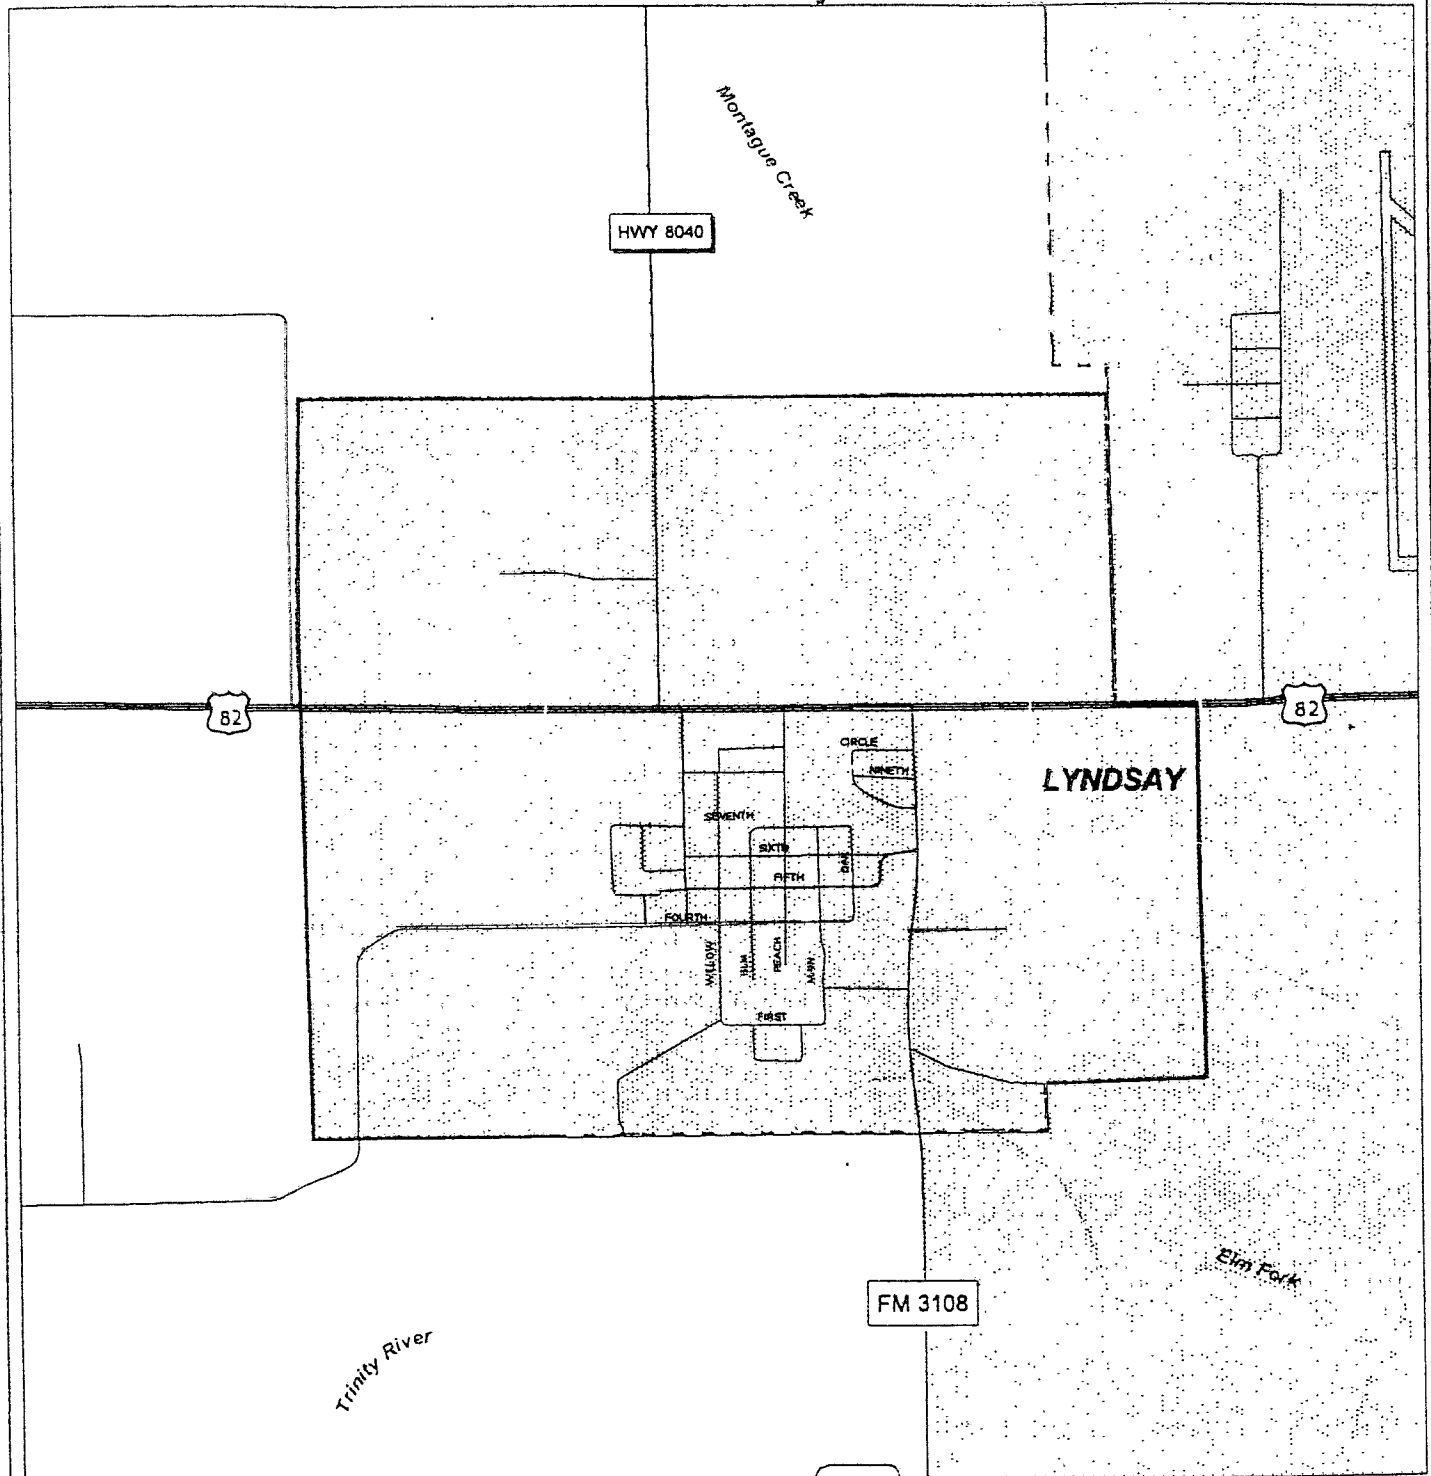 Montague Creek
HWY 8040
82
82
CIRCLE
NINETH
LYNDSAY
SEVENTH
SIXTH
OAK
FIFTH
FOURTH
WILLOW
ELM
PEACH
MAIN
FIRST
Elm Fork
FM 3108
Trinity River